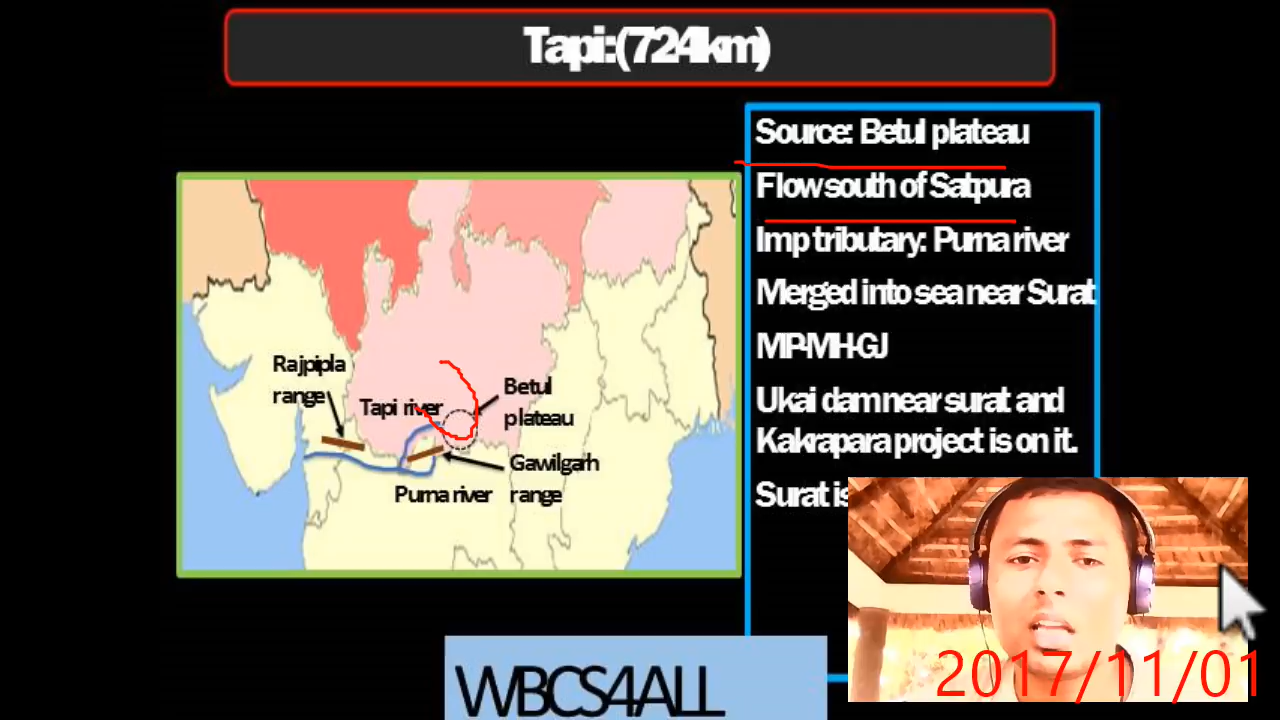 Tapi:(724km)
Source: Betul plateau
Flow south of Satpura
Imp tributary: Purna river
Merged into sea near Surat
MP-MH-GJ
Ukai dam near surat and
Kakrapara project is on it.
Surat is
Rajpipla
range
Tapi river
Betul
plateau
Gawilgarh
range
Purna river
WBCS4ALL
2017/11/01